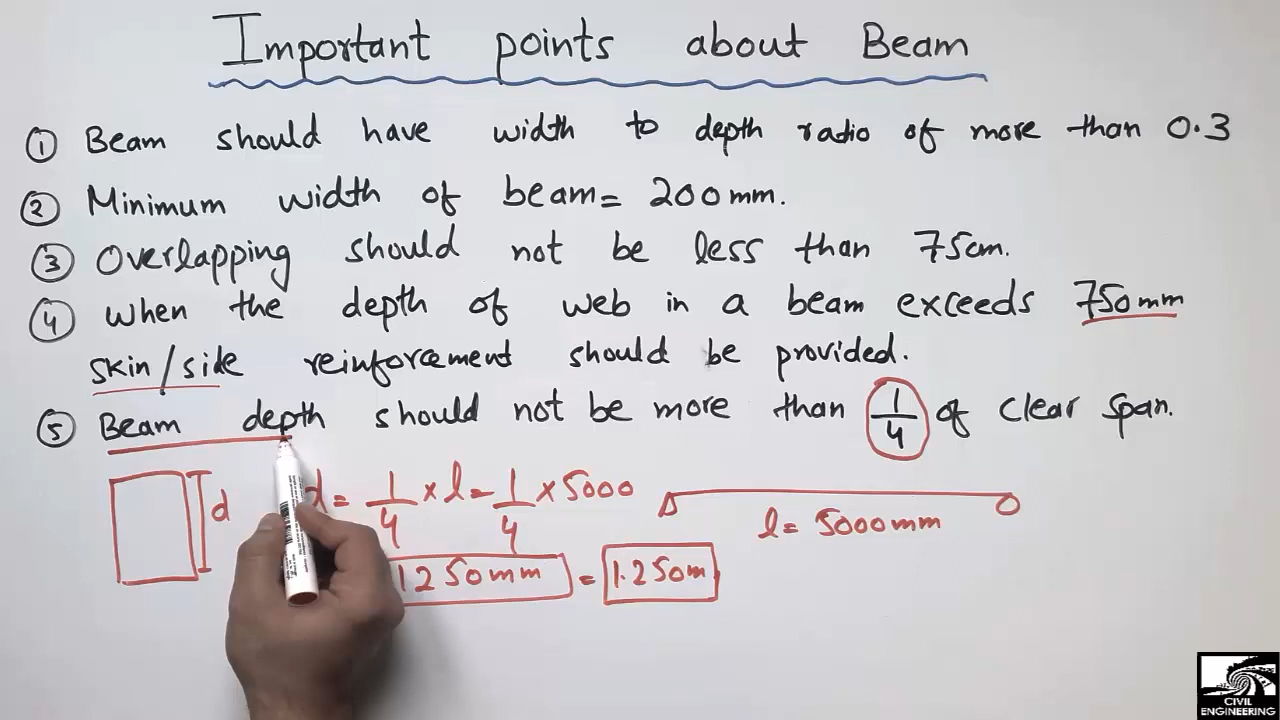 Important points about Beam
① Beam should have width to depth ratio of more than 0.3
② Minimum width of beam= 200mm.
③ Overlapping should not be less than 75cm.
④ When the depth of web in a beam exceeds 750mm
skin/side reinforcement should be provided.
⑤ Beam depth should not be more than 1/4 of clear span.
d
d = 1/4 × l = 1/4 × 5000
l = 5000mm
1250mm = 1.250m
CIVIL
ENGINEERING